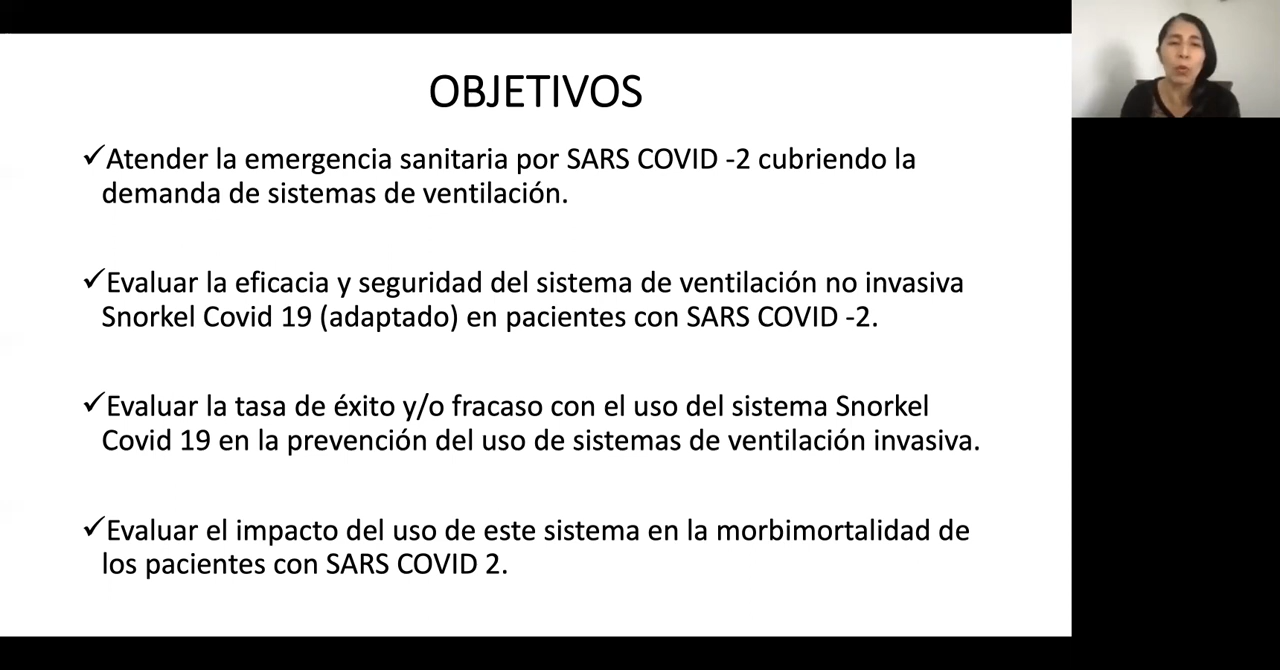 OBJETIVOS
✓Atender la emergencia sanitaria por SARS COVID -2 cubriendo la
demanda de sistemas de ventilación.
✓Evaluar la eficacia y seguridad del sistema de ventilación no invasiva
Snorkel Covid 19 (adaptado) en pacientes con SARS COVID -2.
✓Evaluar la tasa de éxito y/o fracaso con el uso del sistema Snorkel
Covid 19 en la prevención del uso de sistemas de ventilación invasiva.
✓Evaluar el impacto del uso de este sistema en la morbimortalidad de
los pacientes con SARS COVID 2.